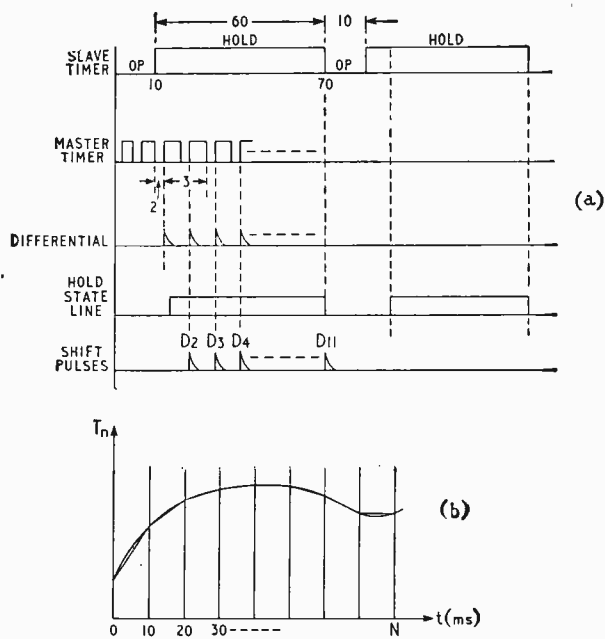 60 10
SLAVE TIMER
OP HOLD OP HOLD
10 70
MASTER TIMER
2 3
(a)
DIFFERENTIAL
HOLD STATE LINE
SHIFT PULSES
D2 D3 D4 D11
Tn
(b)
0 10 20 30 N t(ms)